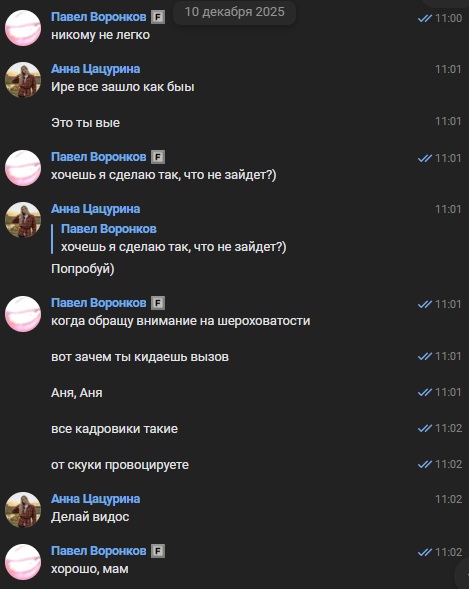 10 декабря 2025
Павел Воронков F 11:00
никому не легко
Анна Цацурина 11:01
Ире все зашло как быы
Это ты вые 11:01
Павел Воронков F 11:01
хочешь я сделаю так, что не зайдет?)
Анна Цацурина 11:01
Павел Воронков
хочешь я сделаю так, что не зайдет?)
Попробуй)
Павел Воронков F 11:01
когда обращу внимание на шероховатости
вот зачем ты кидаешь вызов 11:01
Аня, Аня 11:01
все кадровики такие 11:02
от скуки провоцируете 11:02
Анна Цацурина 11:02
Делай видос
Павел Воронков F 11:02
хорошо, мам